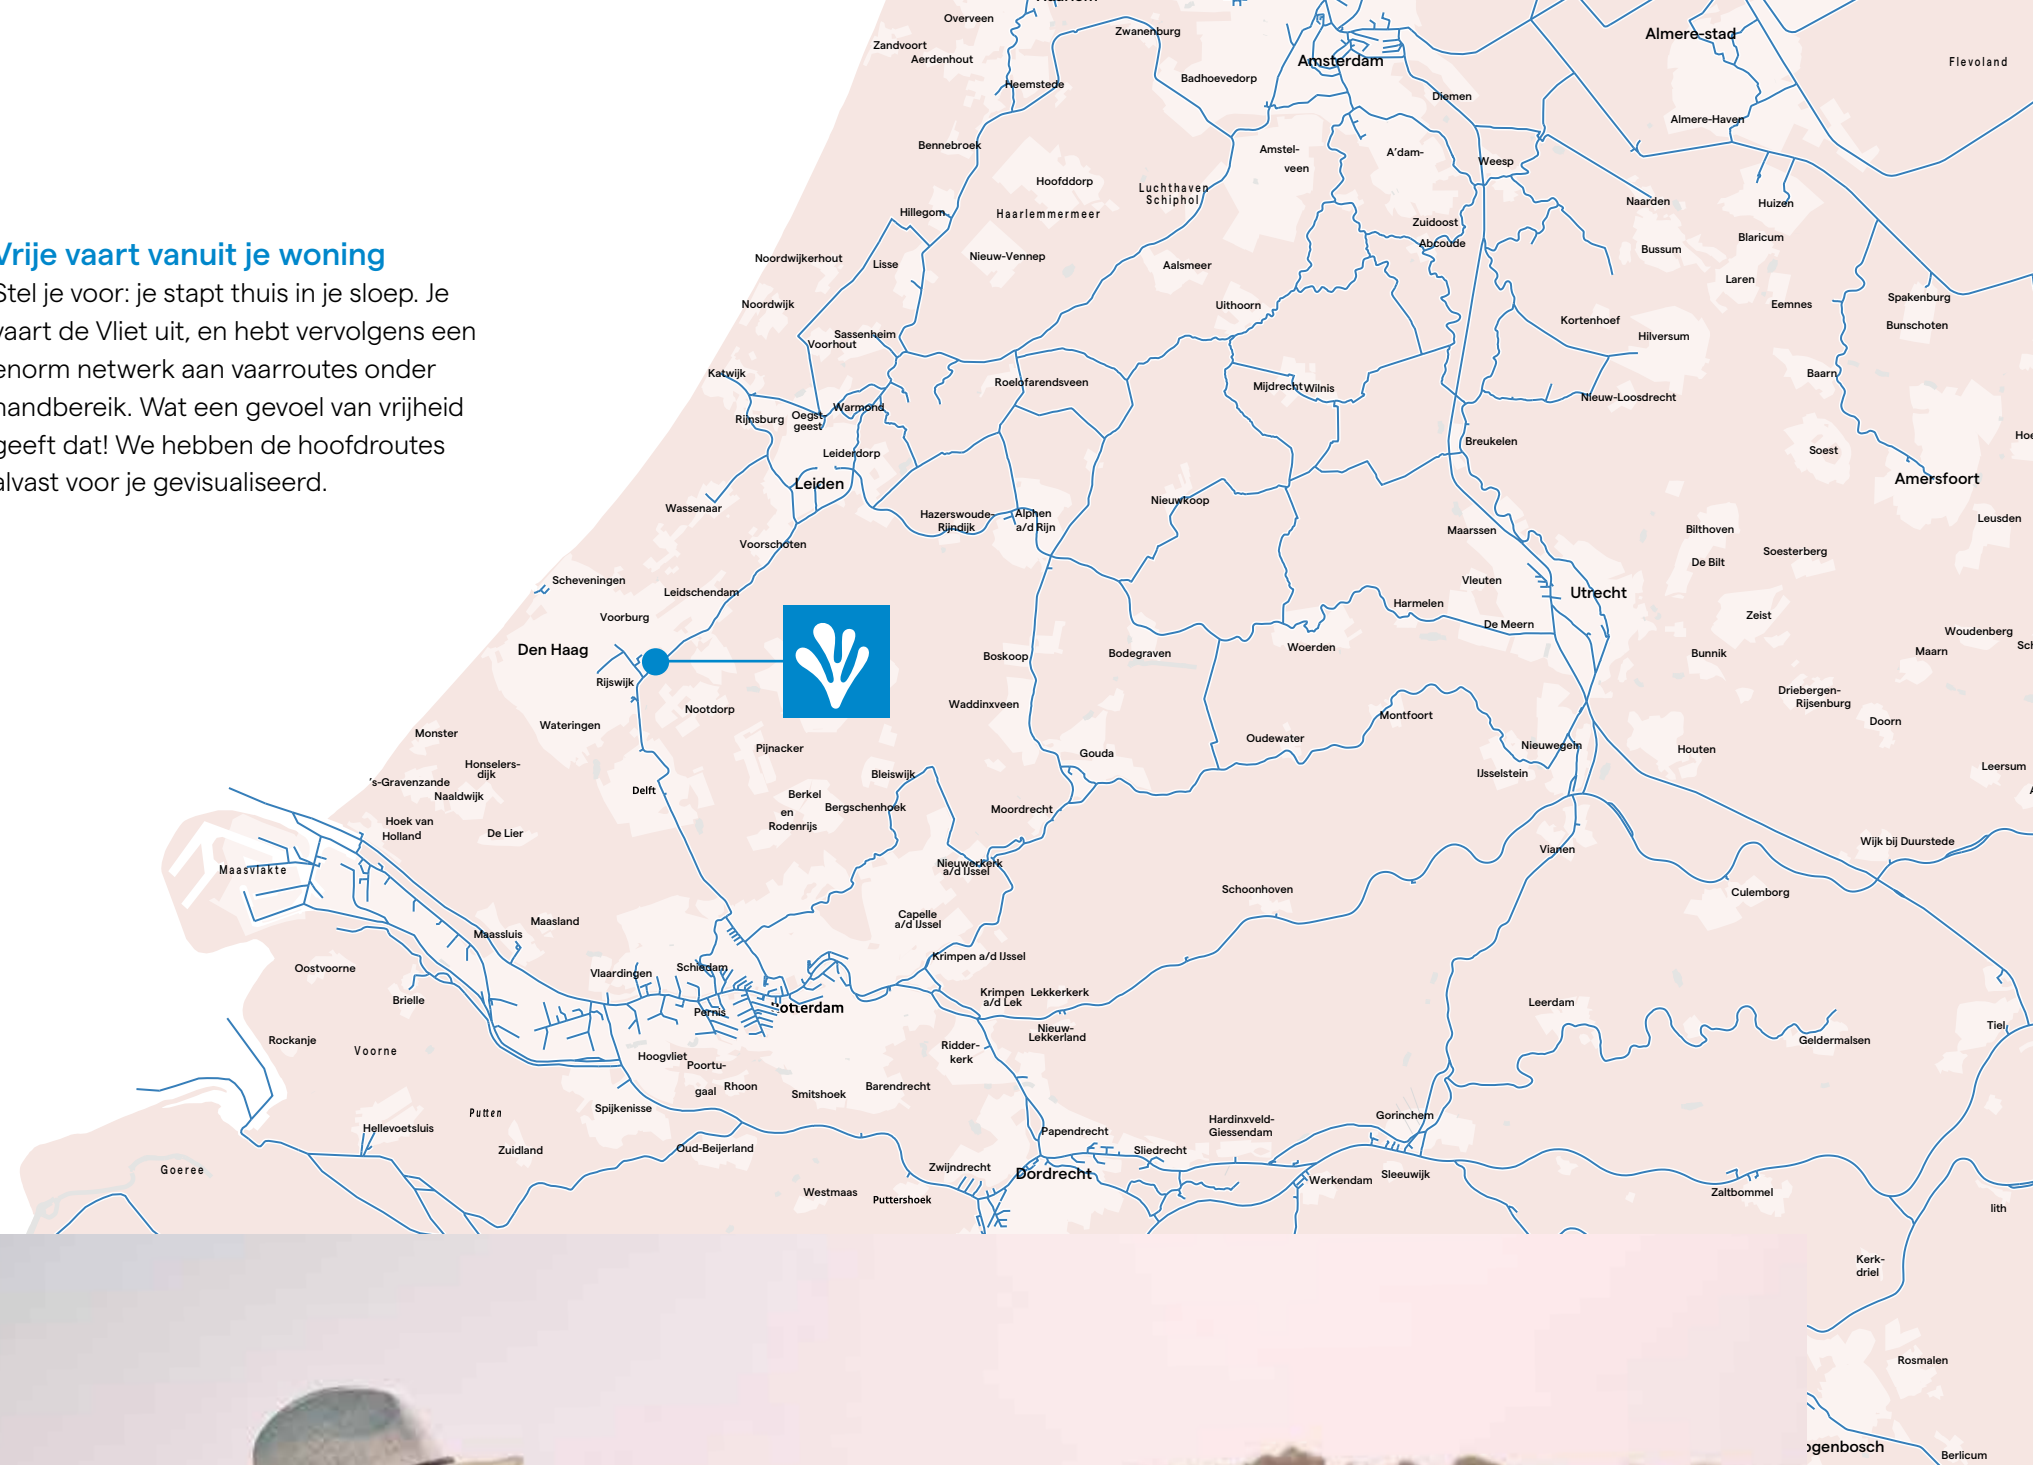 Vrije vaart vanuit je woning
Stel je voor: je stapt thuis in je sloep. Je
vaart de Vliet uit, en hebt vervolgens een
enorm netwerk aan vaarroutes onder
handbereik. Wat een gevoel van vrijheid
geeft dat! We hebben de hoofdroutes
alvast voor je gevisualiseerd.
Overveen
Zandvoort
Aerdenhout
Heemstede
Zwanenburg
Badhoevedorp
Amsterdam
Diemen
Almere-stad
Flevoland
Almere-Haven
Bennebroek
Hoofddorp
Luchthaven
Schiphol
Amstel-
veen
A'dam-
Zuidoost
Weesp
Hillegom
Haarlemmermeer
Abcoude
Naarden
Huizen
Bussum
Blaricum
Noordwijkerhout
Lisse
Nieuw-Vennep
Aalsmeer
Laren
Eemnes
Spakenburg
Bunschoten
Noordwijk
Uithoorn
Kortenhoef
Hilversum
Sassenheim
Voorhout
Katwijk
Roelofarendsveen
Mijdrecht
Wilnis
Baarn
Nieuw-Loosdrecht
Rijnsburg
Oegst-
geest
Warmond
Leiderdorp
Breukelen
Soest
Hoe
Leiden
Amersfoort
Wassenaar
Hazerswoude-
Rijndijk
Alphen
a/d Rijn
Nieuwkoop
Maarssen
Bilthoven
Leusden
Voorschoten
De Bilt
Soesterberg
Scheveningen
Leidschendam
Vleuten
Utrecht
Voorburg
Harmelen
De Meern
Zeist
Den Haag
Boskoop
Bodegraven
Woerden
Bunnik
Woudenberg
Maarn
Sch
Rijswijk
Nootdorp
Waddinxveen
Montfoort
Driebergen-
Rijsenburg
Doorn
Wateringen
Monster
Pijnacker
Gouda
Oudewater
Nieuwegein
Houten
Honselers-
dijk
's-Gravenzande
Naaldwijk
Bleiswijk
IJsselstein
Leersum
Delft
Berkel
en
Rodenrijs
Bergschenhoek
Moordrecht
Hoek van
Holland
De Lier
Vianen
Wijk bij Duurstede
Maasvlakte
Nieuwerkerk
a/d IJssel
Schoonhoven
Culemborg
Maasland
Maassluis
Capelle
a/d IJssel
Oostvoorne
Vlaardingen
Schiedam
Krimpen a/d IJssel
Brielle
Pernis
otterdam
Krimpen
a/d Lek
Lekkerkerk
Leerdam
Rockanje
Voorne
Nieuw-
Lekkerland
Geldermalsen
Tiel
Hoogvliet
Poortu-
gaal
Rhoon
Ridder-
kerk
Smitshoek
Barendrecht
Putten
Spijkenisse
Hellevoetsluis
Zuidland
Oud-Beijerland
Papendrecht
Hardinxveld-
Giessendam
Gorinchem
Goeree
Zwijndrecht
Dordrecht
Sliedrecht
Werkendam
Sleeuwijk
Westmaas
Puttershoek
Zaltbommel
lith
Kerk-
driel
Rosmalen
ogenbosch
Berlicum